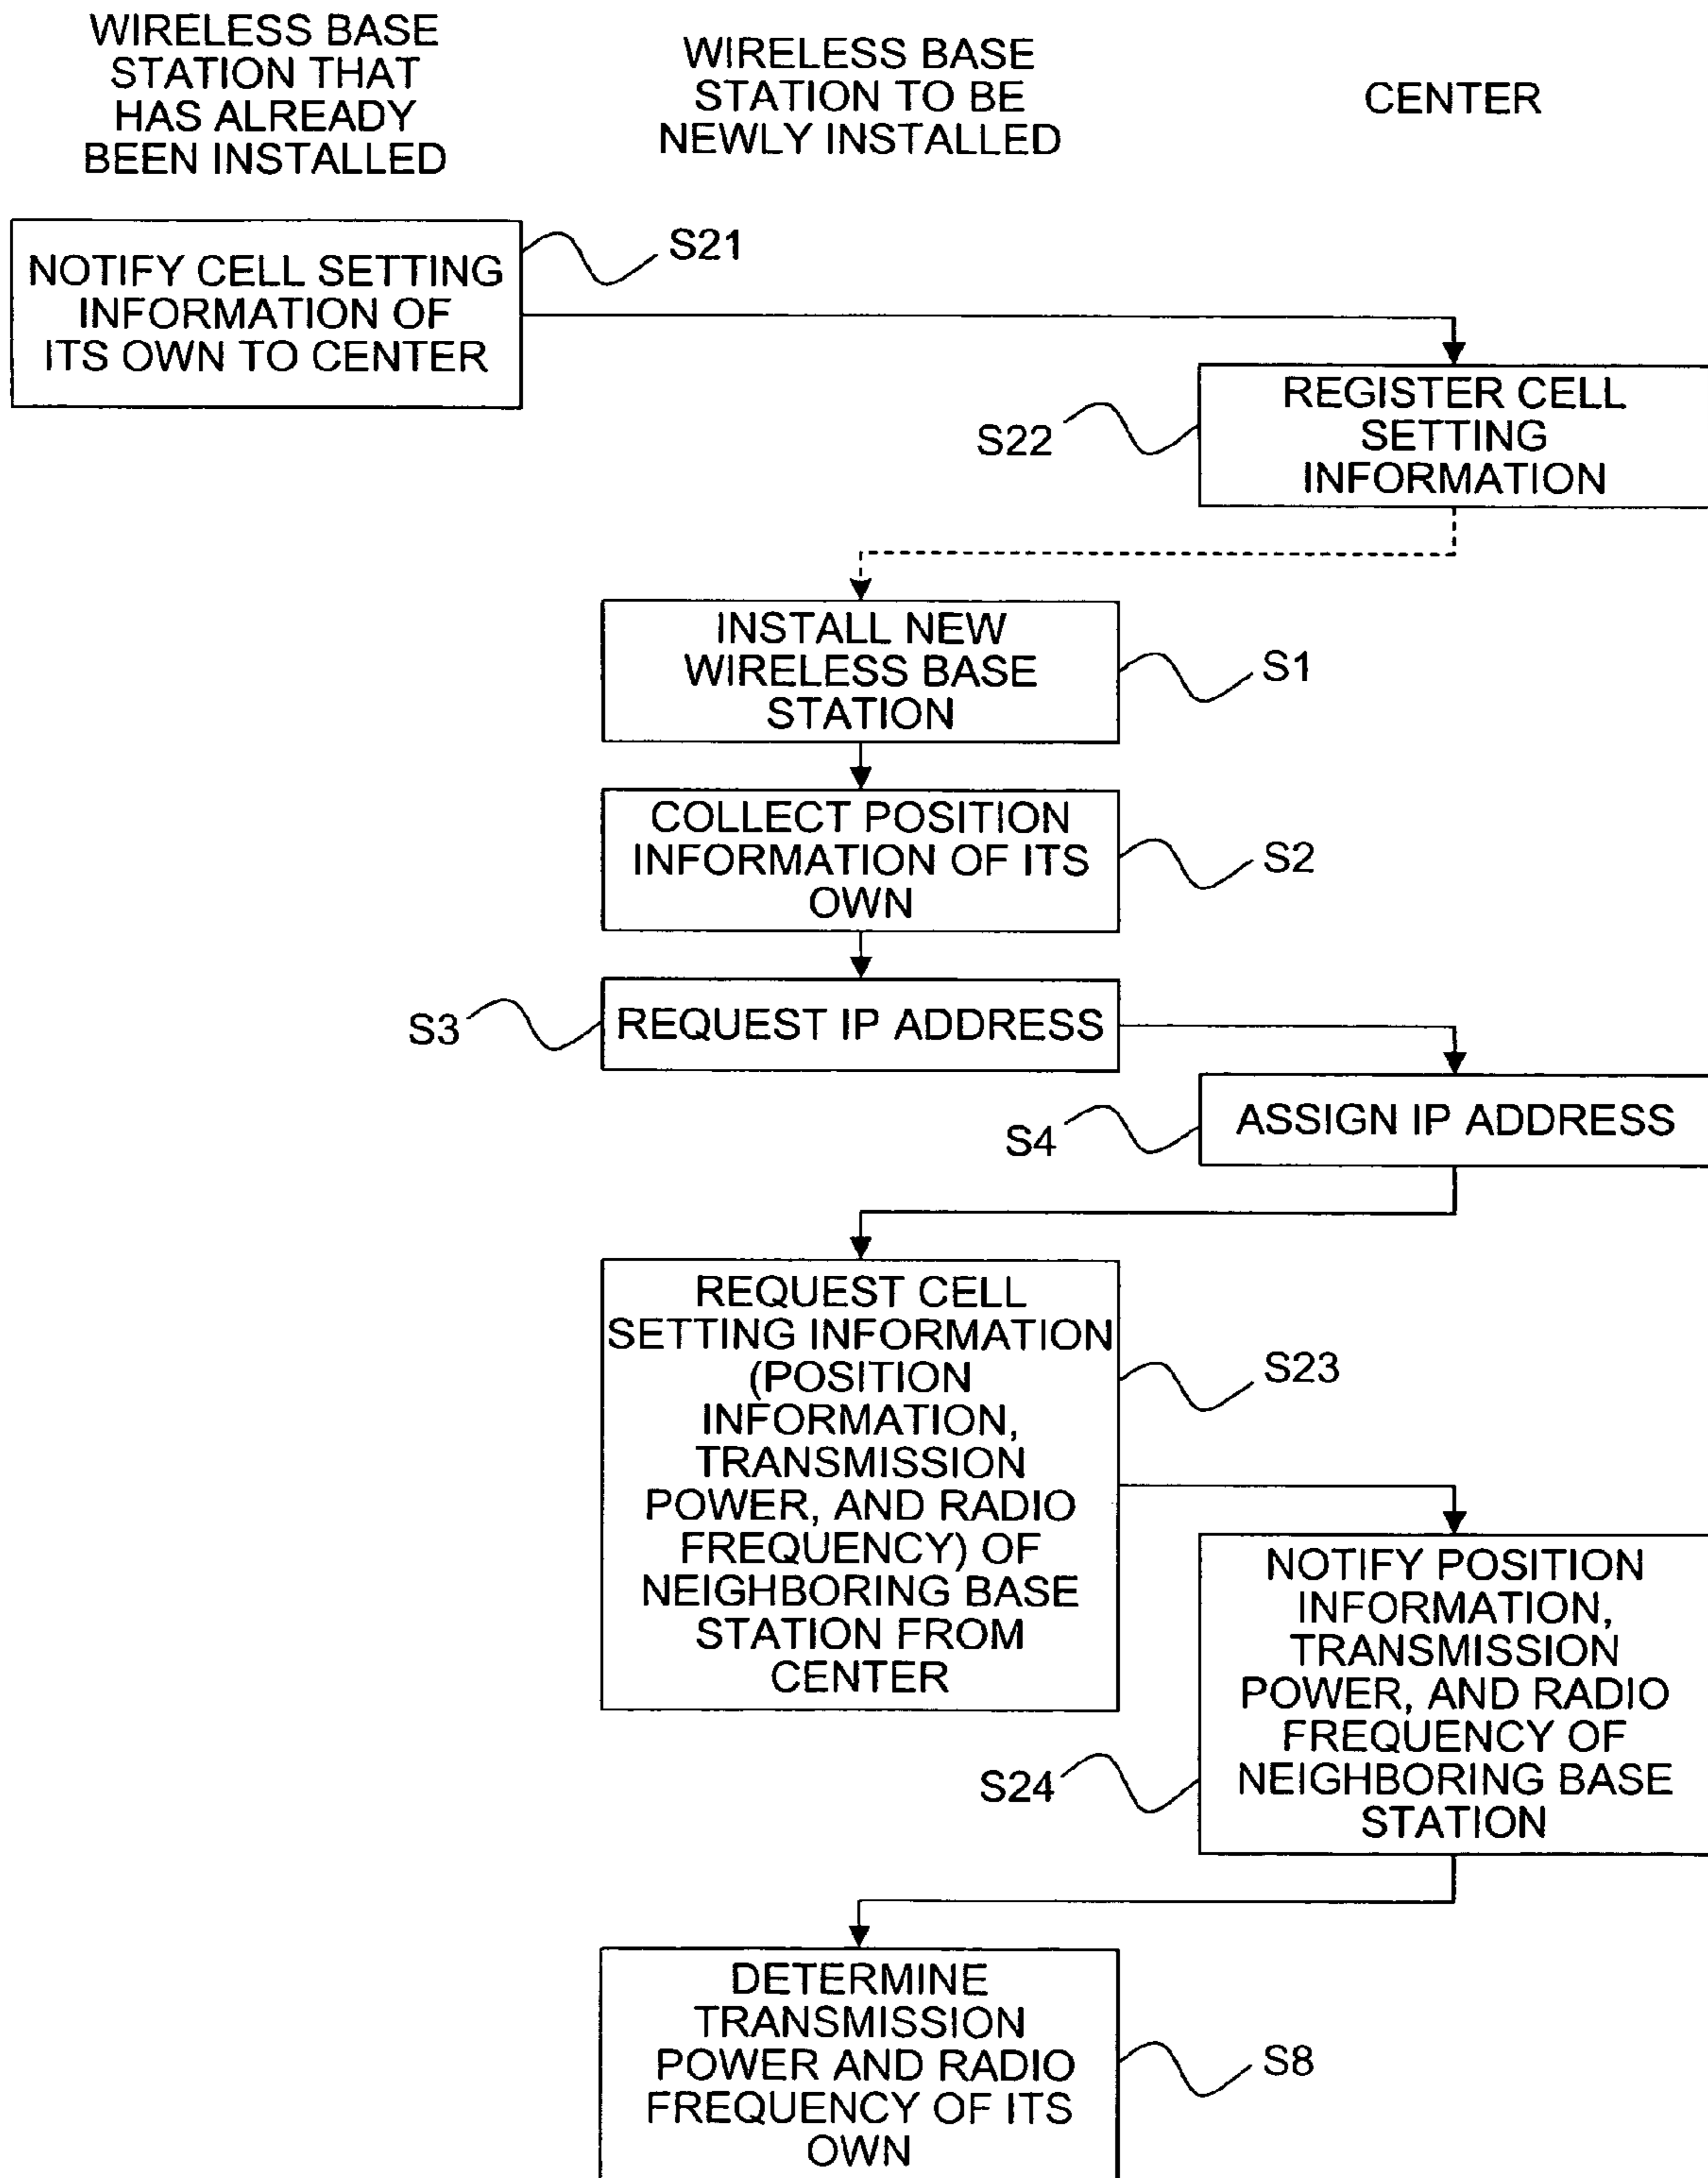 WIRELESS BASE
STATION THAT
HAS ALREADY
BEEN INSTALLED
WIRELESS BASE
STATION TO BE
NEWLY INSTALLED
CENTER
NOTIFY CELL SETTING
INFORMATION OF
ITS OWN TO CENTER
S21
S22
REGISTER CELL
SETTING
INFORMATION
INSTALL NEW
WIRELESS BASE
STATION
S1
COLLECT POSITION
INFORMATION OF ITS
OWN
S2
S3
REQUEST IP ADDRESS
S4
ASSIGN IP ADDRESS
REQUEST CELL
SETTING INFORMATION
(POSITION
INFORMATION,
TRANSMISSION
POWER, AND RADIO
FREQUENCY) OF
NEIGHBORING BASE
STATION FROM
CENTER
S23
S24
NOTIFY POSITION
INFORMATION,
TRANSMISSION
POWER, AND RADIO
FREQUENCY OF
NEIGHBORING BASE
STATION
DETERMINE
TRANSMISSION
POWER AND RADIO
FREQUENCY OF ITS
OWN
S8